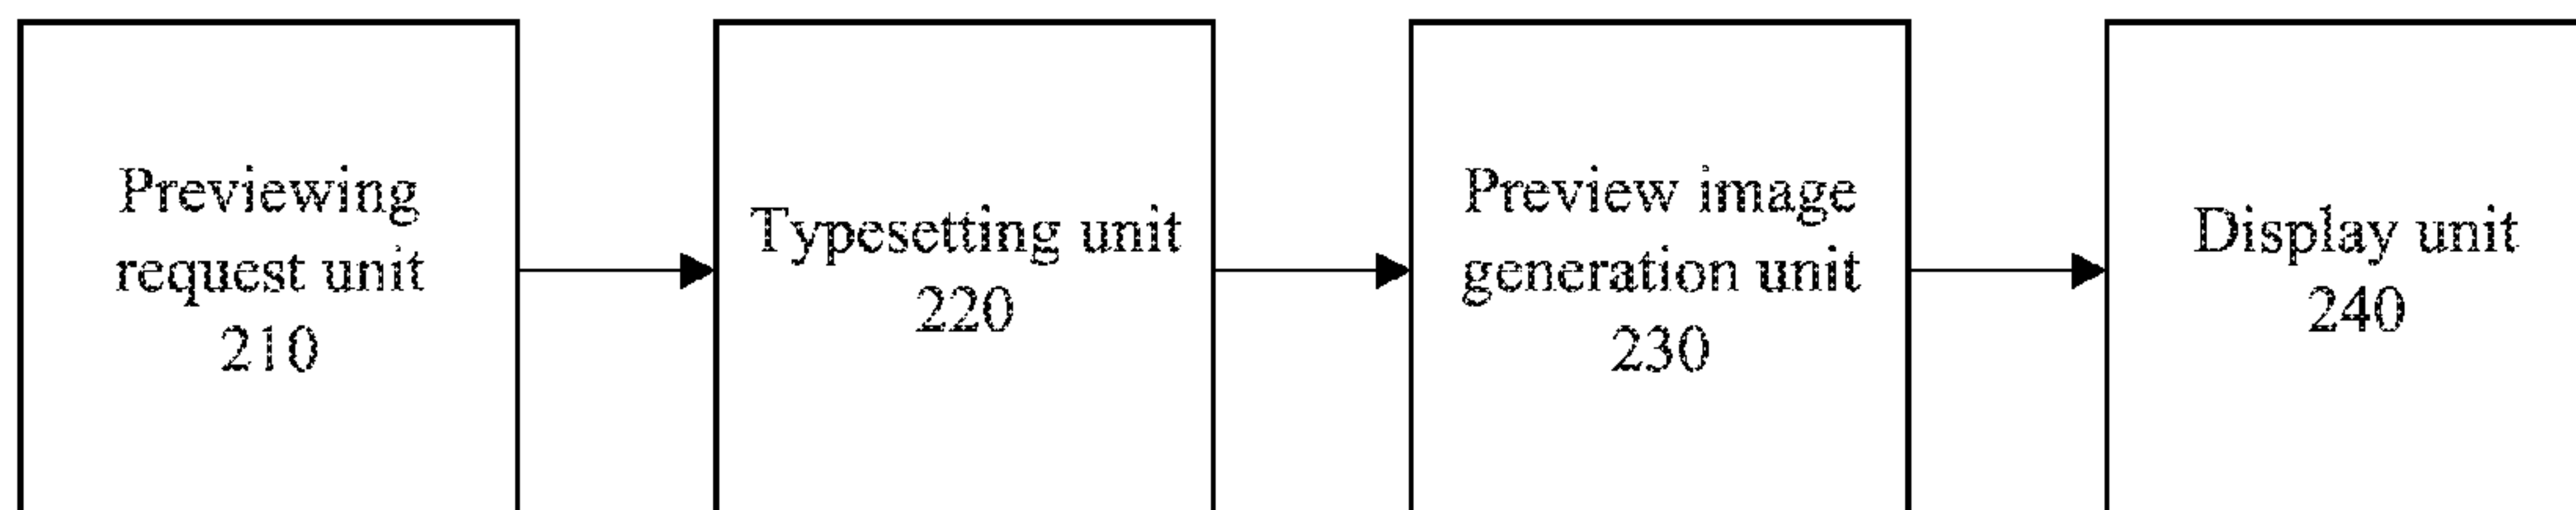 Previewing
request unit
210
Typesetting unit
220
Preview image
generation unit
230
Display unit
240